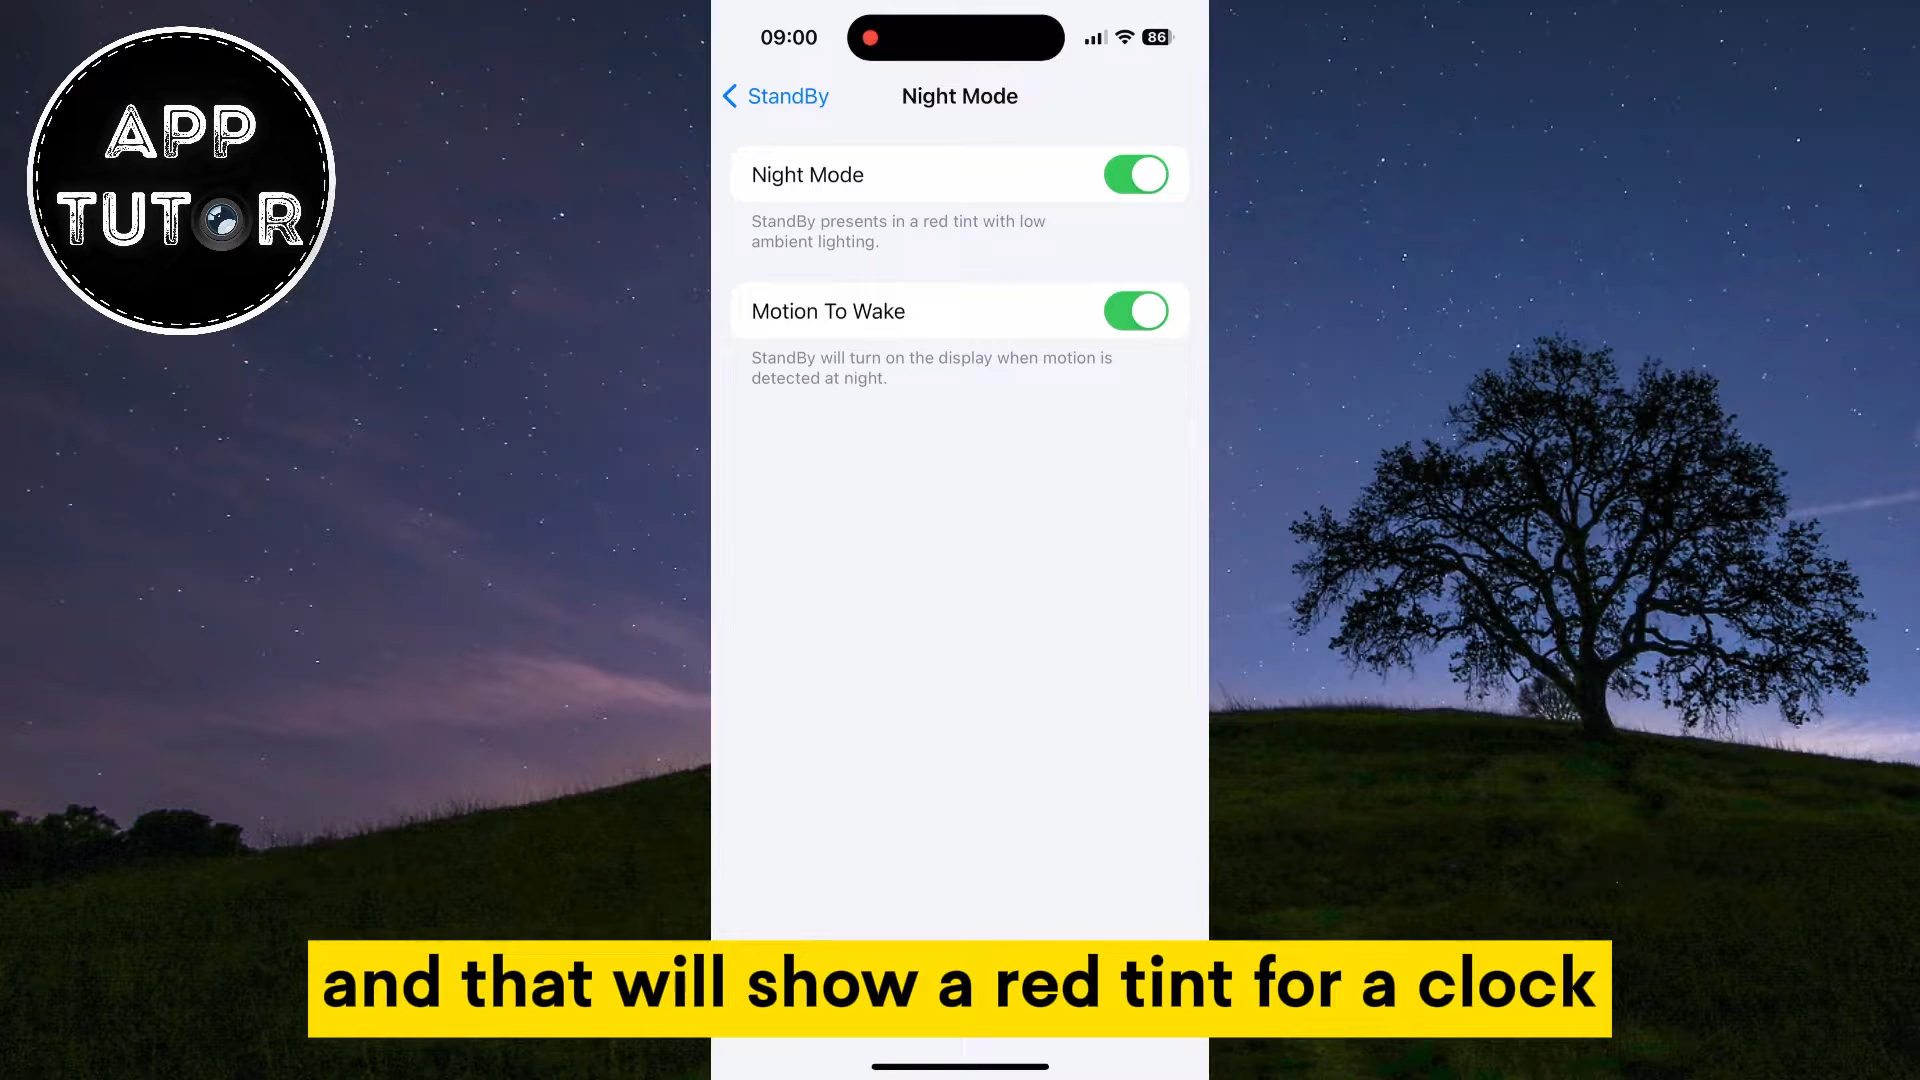 APP
TUTOR
09:00
86
StandBy
Night Mode
Night Mode
StandBy presents in a red tint with low
ambient lighting.
Motion To Wake
StandBy will turn on the display when motion is
detected at night.
and that will show a red tint for a clock